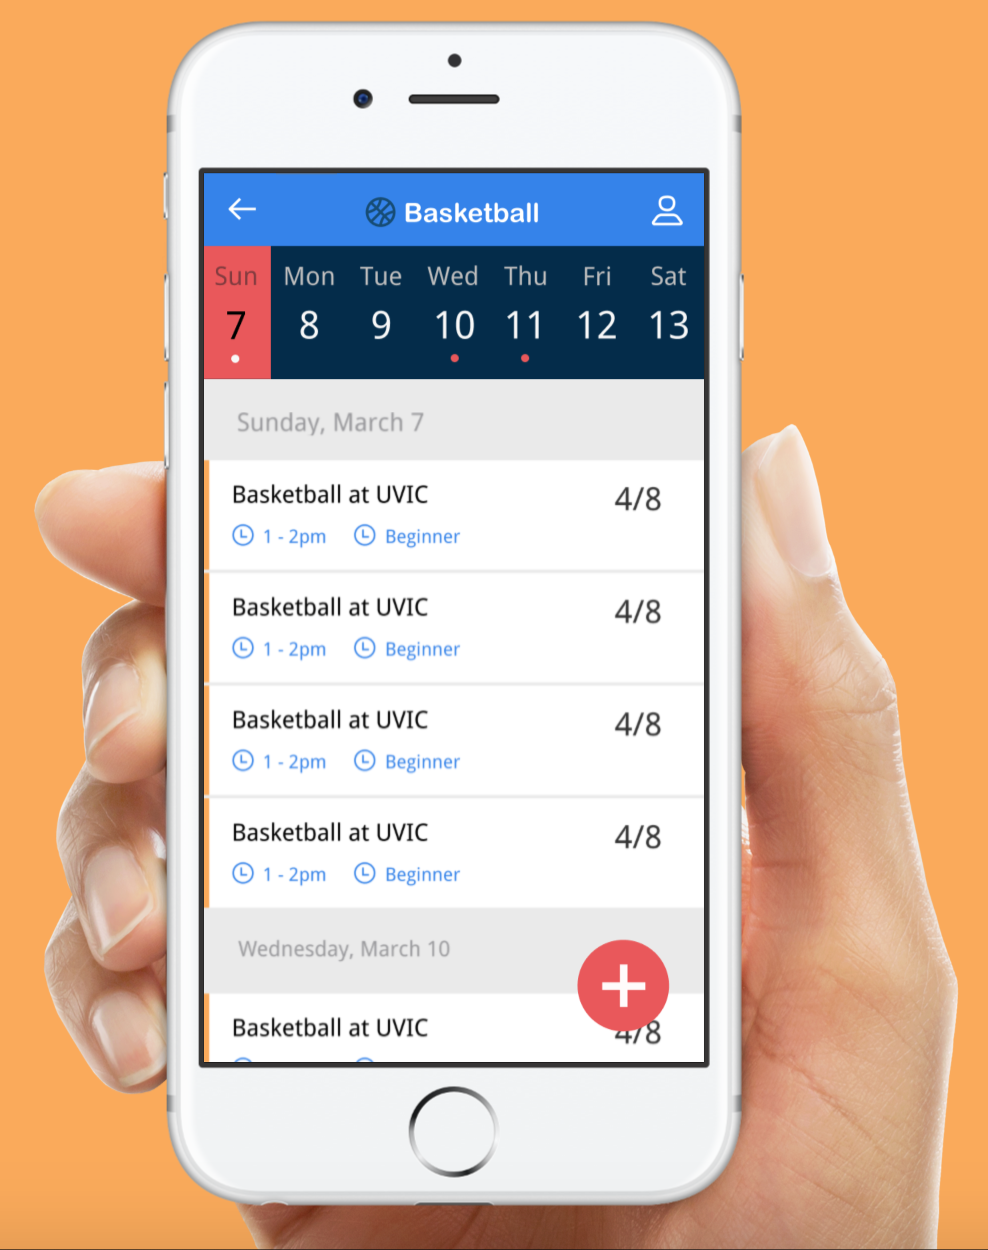 Basketball
Sun Mon Tue Wed Thu Fri Sat
7 8 9 10 11 12 13
Sunday, March 7
Basketball at UVIC 4/8
1 - 2pm Beginner
Basketball at UVIC 4/8
1 - 2pm Beginner
Basketball at UVIC 4/8
1 - 2pm Beginner
Basketball at UVIC 4/8
1 - 2pm Beginner
Wednesday, March 10
Basketball at UVIC 4/8